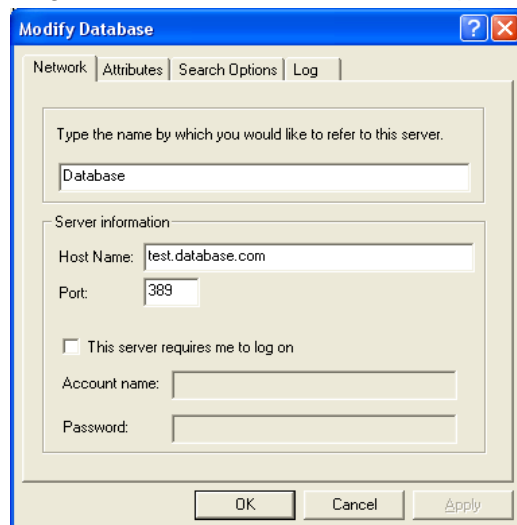 Modify Database
Network Attributes Search Options Log
Type the name by which you would like to refer to this server.
Database
Server information
Host Name: test.database.com
Port: 389
This server requires me to log on
Account name:
Password:
OK Cancel Apply